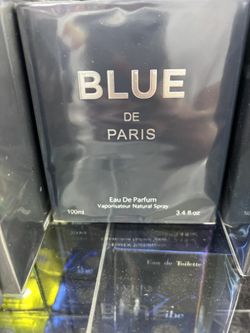 BLUE
DE
PARIS
Eau De Parfum
Vaporisateur Natural Spray
100ml 3.4 fl.oz
Eau de Toilette